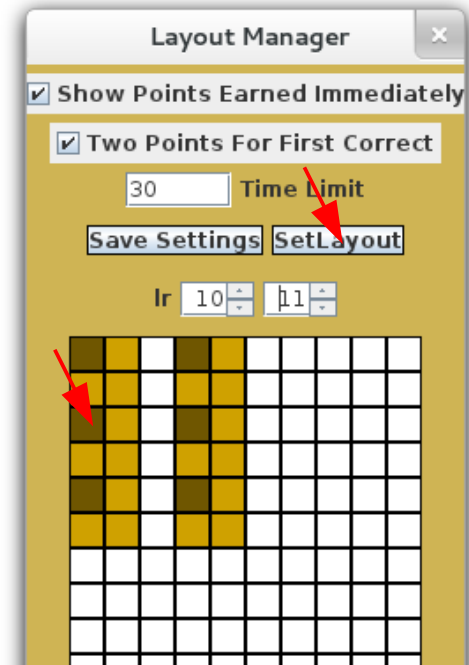 Layout Manager
Show Points Earned Immediately
Two Points For First Correct
30 Time Limit
Save Settings SetLayout
Ir 10 11